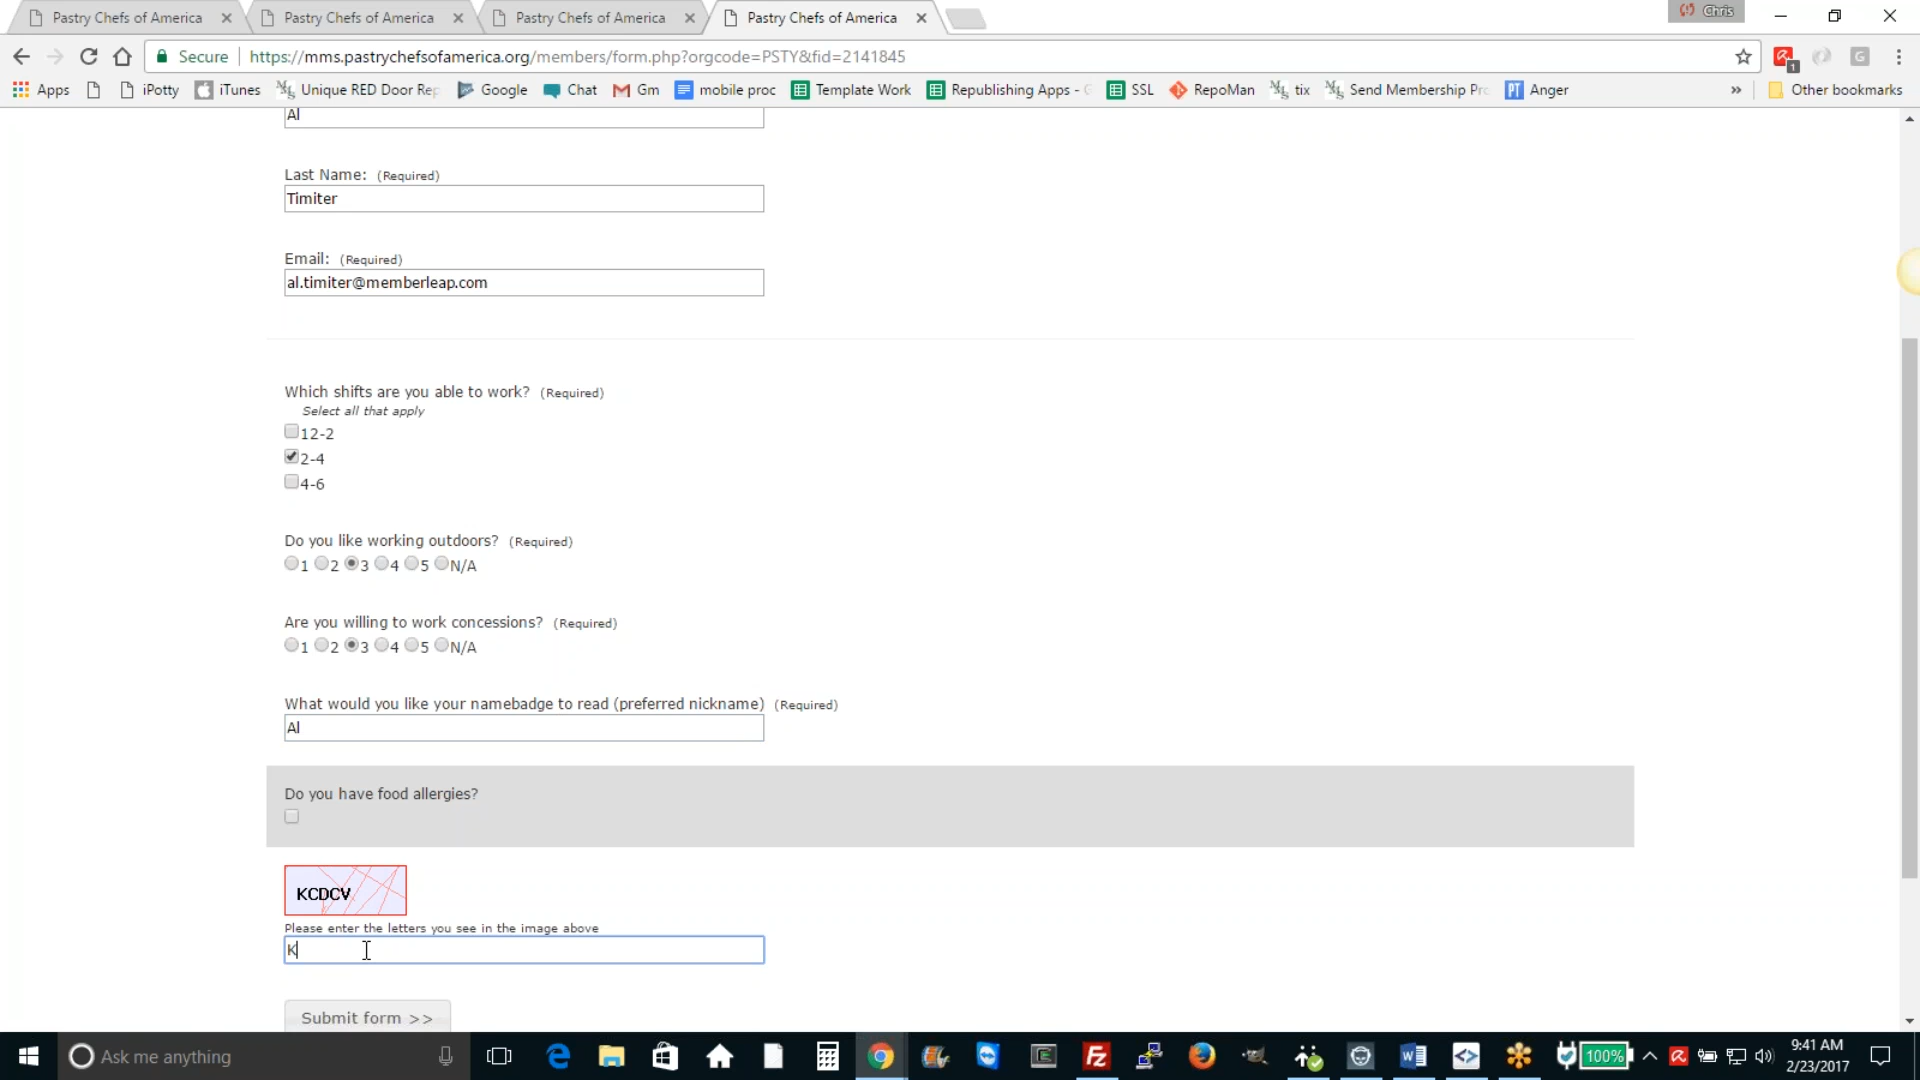 Pastry Chefs of America
Pastry Chefs of America
Pastry Chefs of America
Pastry Chefs of America
Chris
Secure
https://mms.pastrychefsofamerica.org/members/form.php?orgcode=PSTY&fid=2141845
Apps
iPotty
iTunes
Unique RED Door Rep
Google
Chat
Gm
mobile proc
Template Work
Republishing Apps - G
SSL
RepoMan
tix
Send Membership Pro
PT Anger
»
Other bookmarks
Al
Last Name: (Required)
Timiter
Email: (Required)
al.timiter@memberleap.com
Which shifts are you able to work? (Required)
Select all that apply
12-2
2-4
4-6
Do you like working outdoors? (Required)
1 2 3 4 5 N/A
Are you willing to work concessions? (Required)
1 2 3 4 5 N/A
What would you like your namebadge to read (preferred nickname) (Required)
Al
Do you have food allergies?
KCDCV
Please enter the letters you see in the image above
K
Submit form >>
Ask me anything
100%
9:41 AM
2/23/2017